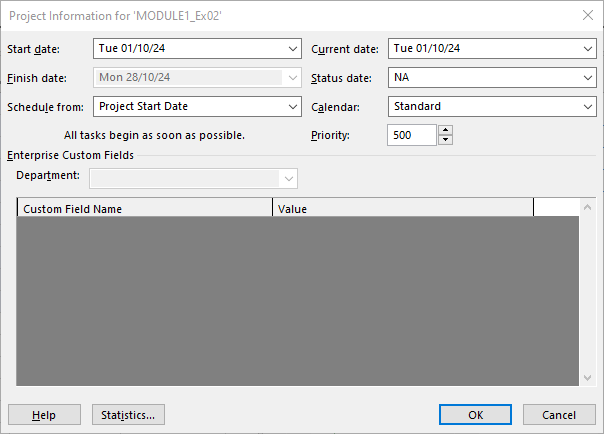 Project Information for 'MODULE1_Ex02'
Start date: Tue 01/10/24 Current date: Tue 01/10/24
Finish date: Mon 28/10/24 Status date: NA
Schedule from: Project Start Date Calendar: Standard
All tasks begin as soon as possible. Priority: 500
Enterprise Custom Fields
Department:
Custom Field Name Value
Help Statistics... OK Cancel